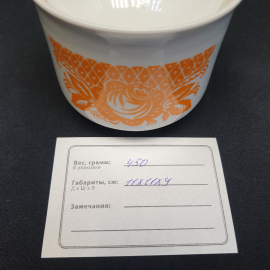 Вес, грамм: 450
В упаковке
Габариты, см: 11х11х9
Д х Ш х В
Замечания: